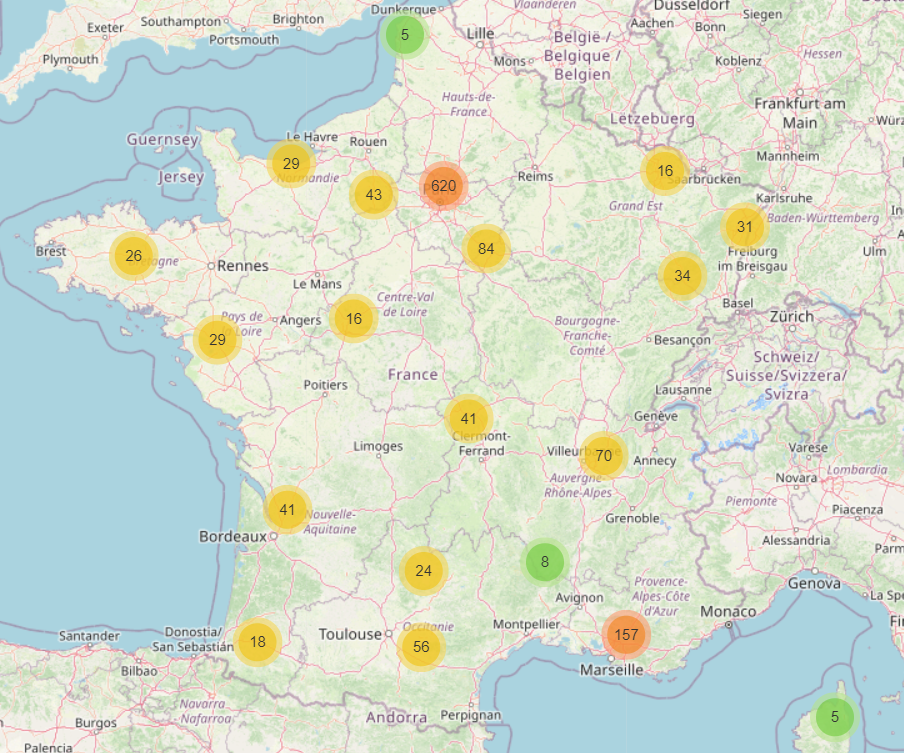 Dunkerque
Vlaanderen
Düsseldorf
Exeter
Southampton
Brighton
5
Lille
België /
Belgique /
Belgien
Aachen
Bonn
Siegen
Plymouth
Portsmouth
Mons
Koblenz
Hessen
Hauts-de-
France
Lëtzebuerg
Frankfurt am
Main
Guernsey
Le Havre
Rouen
Mannheim
Jersey
29
Normandie
43
620
Reims
16
Saarbrücken
Karlsruhe
Grand Est
31
Baden-Württemberg
Brest
26
Rennes
84
Freiburg
im Breisgau
Ulm
Le Mans
34
Centre-Val
de Loire
Basel
Zürich
Pays de
la Loire
29
Angers
16
Bourgogne-
Franche-
Comté
Besançon
Schweiz/
Suisse/Svizzera/
Svizra
France
Poitiers
Lausanne
41
Clermont-
Ferrand
Genève
Limoges
70
Annecy
Varese
Novara
Lombardia
Auvergne-
Rhône-Alpes
Piemonte
Piacenza
41
Nouvelle-
Aquitaine
Grenoble
Bordeaux
Alessandria
24
8
Provence-
Alpes-Côte
d'Azur
Genova
Avignon
Monaco
Santander
Donostia/
San Sebastián
18
Toulouse
Occitanie
56
Montpellier
157
Marseille
Bilbao
Navarra -
Nafarroa
Burgos
Andorra
Perpignan
5
Palencia